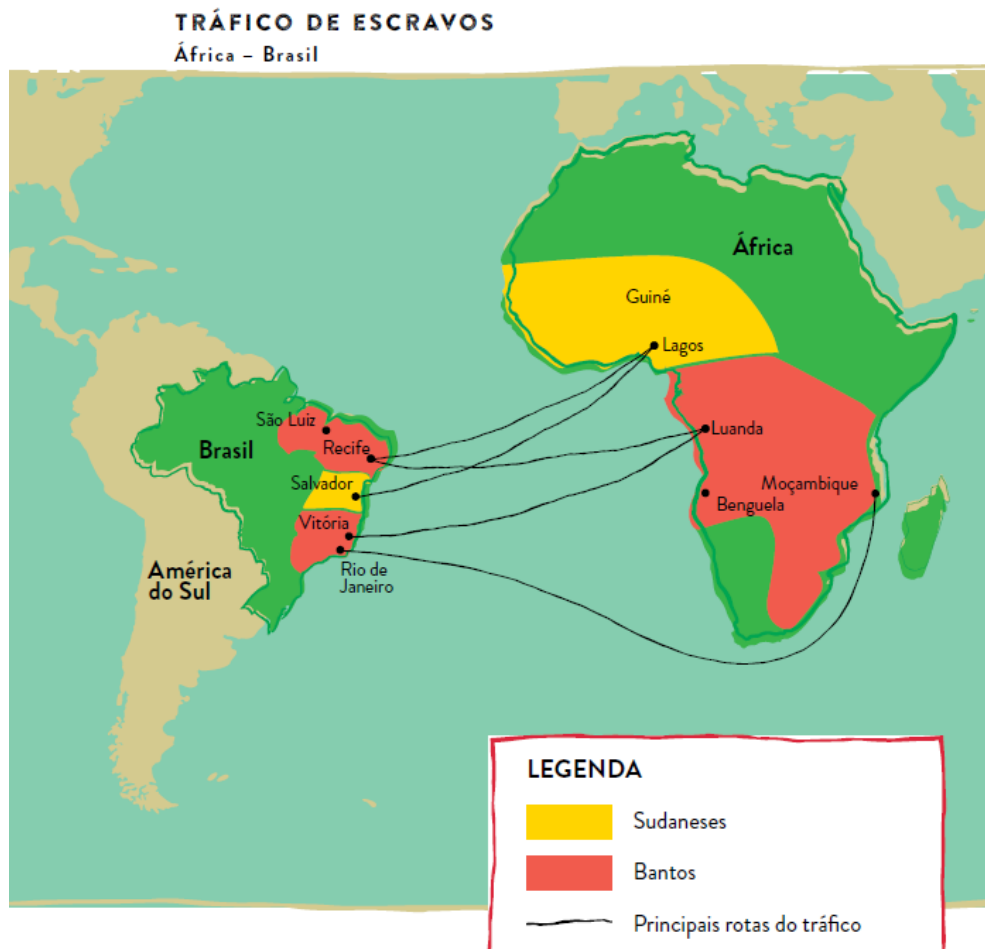 TRÁFICO DE ESCRAVOS
África – Brasil
África
Guiné
Lagos
São Luiz
Recife
Brasil
Luanda
Salvador
Moçambique
Benguela
Vitória
Rio de
Janeiro
América
do Sul
LEGENDA
Sudaneses
Bantos
Principais rotas do tráfico